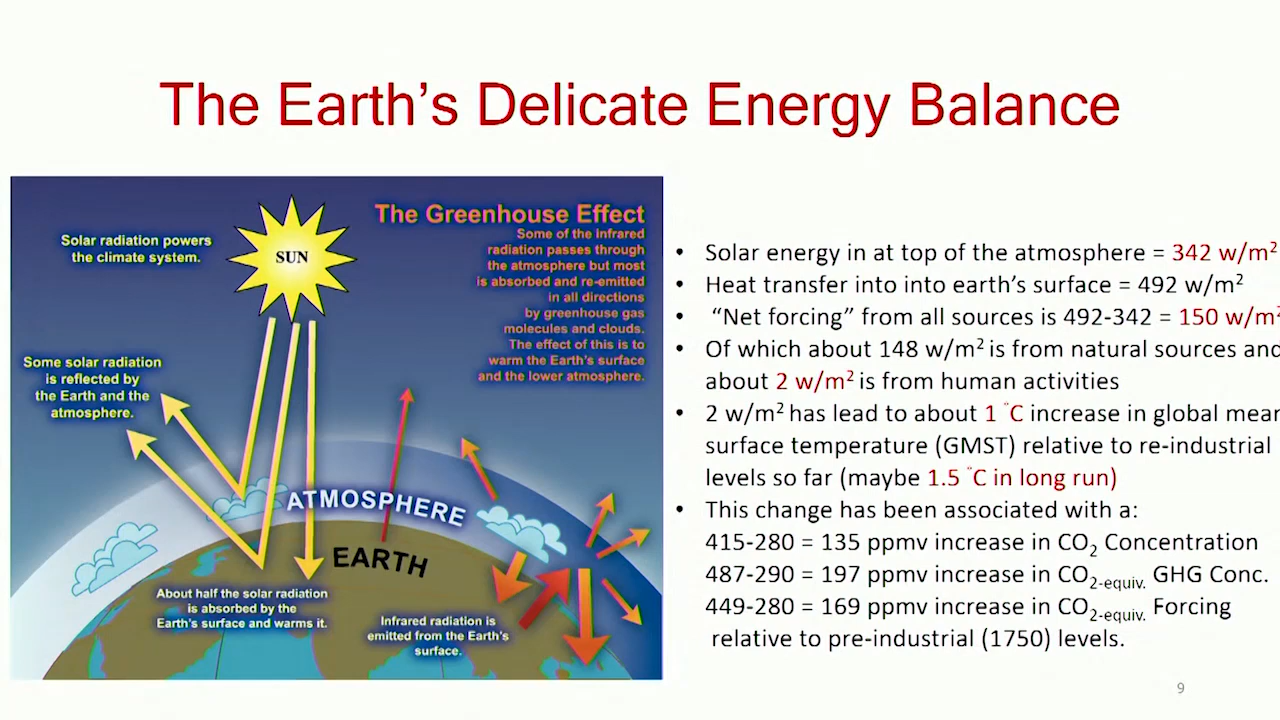 The Earth's Delicate Energy Balance
The Greenhouse Effect
Some of the infrared
radiation passes through
the atmosphere but most
is absorbed and re-emitted
in all directions
by greenhouse gas
molecules and clouds.
The effect of this is to
warm the Earth's surface
and the lower atmosphere.
Solar radiation powers
the climate system.
SUN
Some solar radiation
is reflected by
the Earth and the
atmosphere.
ATMOSPHERE
EARTH
About half the solar radiation
is absorbed by the
Earth's surface and warms it.
Infrared radiation is
emitted from the Earth's
surface.
• Solar energy in at top of the atmosphere = 342 w/m²
• Heat transfer into into earth's surface = 492 w/m²
• "Net forcing" from all sources is 492-342 = 150 w/m²
• Of which about 148 w/m² is from natural sources and
about 2 w/m² is from human activities
• 2 w/m² has lead to about 1 °C increase in global mean
surface temperature (GMST) relative to re-industrial
levels so far (maybe 1.5 °C in long run)
• This change has been associated with a:
415-280 = 135 ppmv increase in CO₂ Concentration
487-290 = 197 ppmv increase in CO2-equiv. GHG Conc.
449-280 = 169 ppmv increase in CO2-equiv. Forcing
relative to pre-industrial (1750) levels.
9